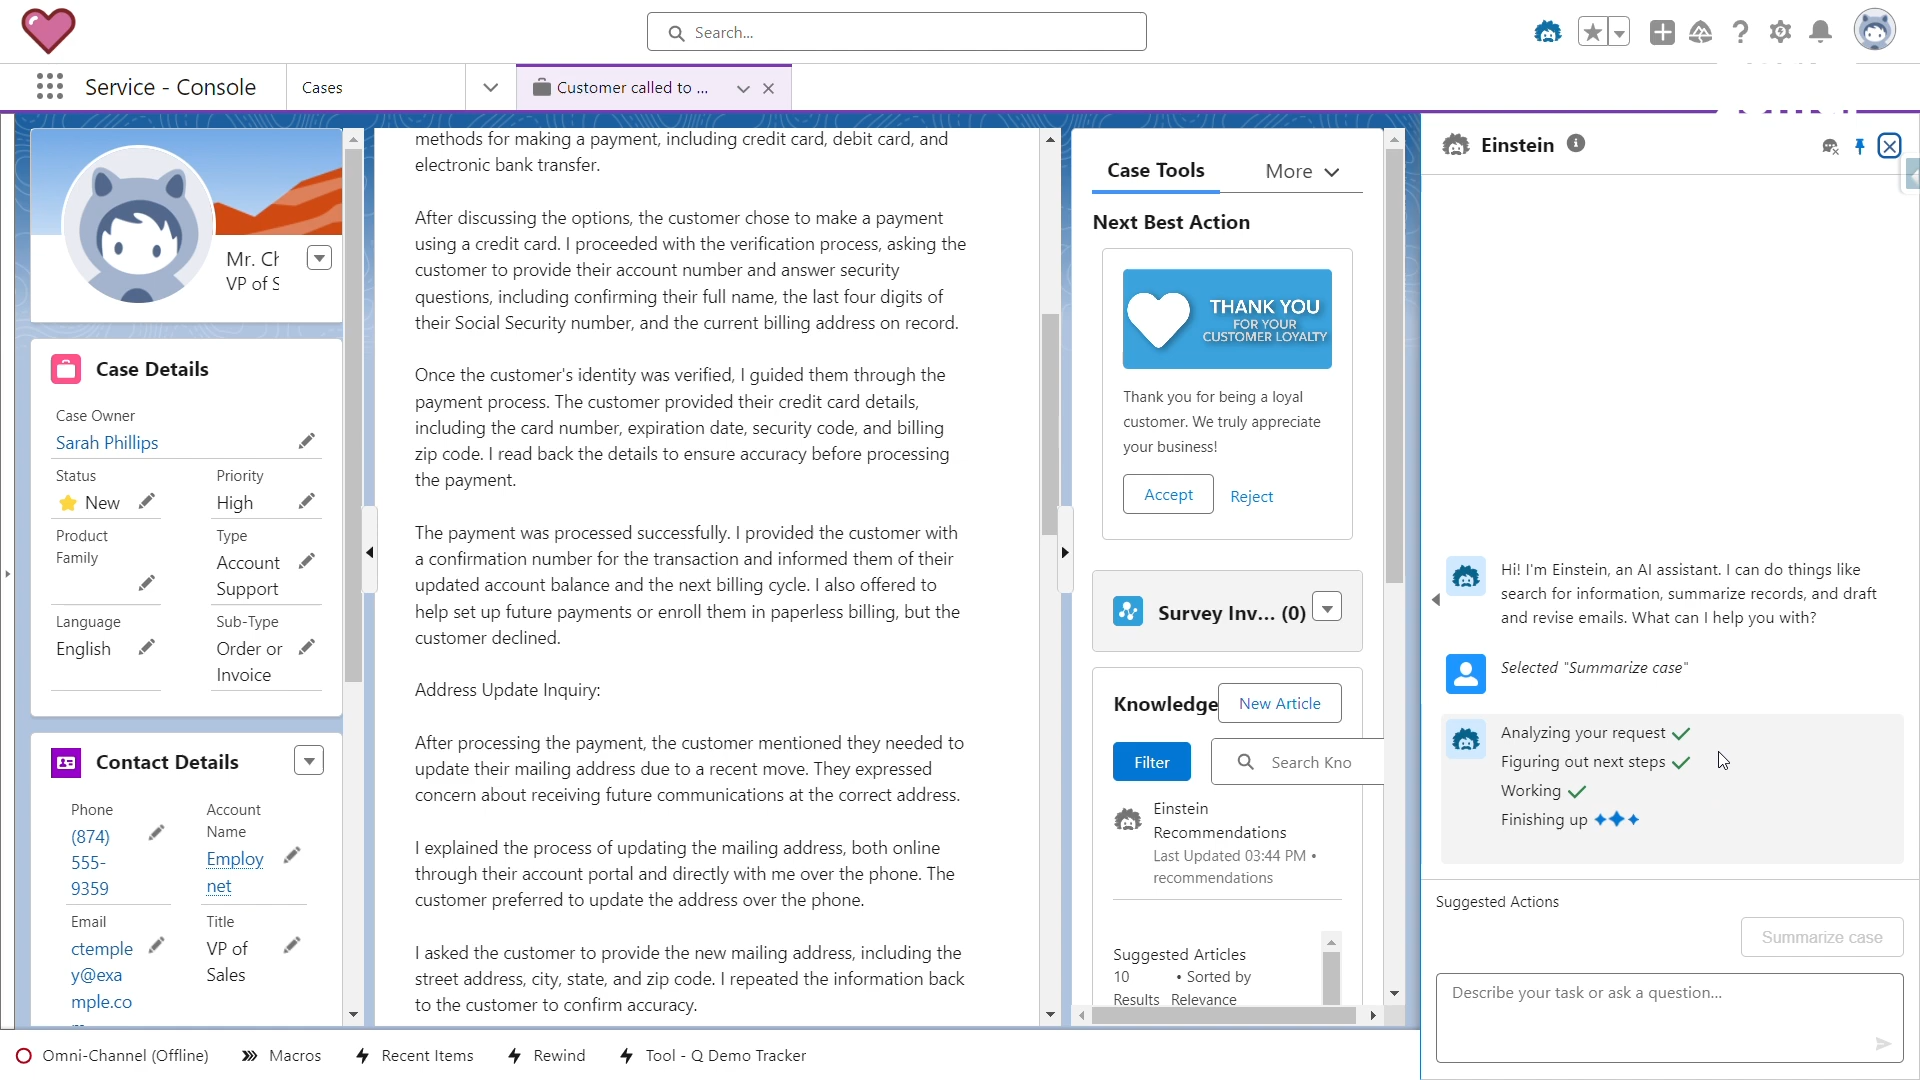 Search...
Service - Console
Cases
Customer called to ...
Mr. Ch
VP of S
Case Details
Case Owner
Sarah Phillips
Status
New
Priority
High
Product
Family
Type
Account
Support
Language
English
Sub-Type
Order or
Invoice
Contact Details
Phone
(874)
555-
9359
Account
Name
Employ
net
Email
ctemple
y@exa
mple.co
Title
VP of
Sales
methods for making a payment, including credit card, debit card, and
electronic bank transfer.
After discussing the options, the customer chose to make a payment
using a credit card. I proceeded with the verification process, asking the
customer to provide their account number and answer security
questions, including confirming their full name, the last four digits of
their Social Security number, and the current billing address on record.
Once the customer's identity was verified, I guided them through the
payment process. The customer provided their credit card details,
including the card number, expiration date, security code, and billing
zip code. I read back the details to ensure accuracy before processing
the payment.
The payment was processed successfully. I provided the customer with
a confirmation number for the transaction and informed them of their
updated account balance and the next billing cycle. I also offered to
help set up future payments or enroll them in paperless billing, but the
customer declined.
Address Update Inquiry:
After processing the payment, the customer mentioned they needed to
update their mailing address due to a recent move. They expressed
concern about receiving future communications at the correct address.
I explained the process of updating the mailing address, both online
through their account portal and directly with me over the phone. The
customer preferred to update the address over the phone.
I asked the customer to provide the new mailing address, including the
street address, city, state, and zip code. I repeated the information back
to the customer to confirm accuracy.
Case Tools
More
Next Best Action
THANK YOU
FOR YOUR
CUSTOMER LOYALTY
Thank you for being a loyal
customer. We truly appreciate
your business!
Accept
Reject
Survey Inv... (0)
Knowledge
New Article
Filter
Search Kno
Einstein
Recommendations
Last Updated 03:44 PM •
recommendations
Suggested Articles
10 • Sorted by
Results Relevance
Einstein
Hi! I'm Einstein, an AI assistant. I can do things like
search for information, summarize records, and draft
and revise emails. What can I help you with?
Selected "Summarize case"
Analyzing your request
Figuring out next steps
Working
Finishing up
Suggested Actions
Summarize case
Describe your task or ask a question...
Omni-Channel (Offline)
Macros
Recent Items
Rewind
Tool - Q Demo Tracker